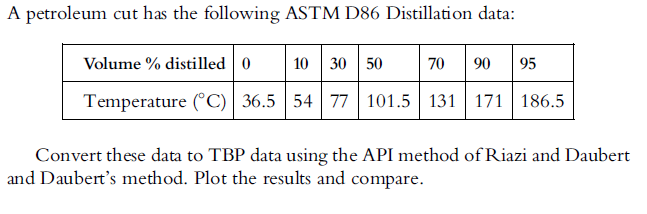 A petroleum cut has the following ASTM D86 Distillation data:
Volume % distilled 0 10 30 50 70 90 95
Temperature (°C) 36.5 54 77 101.5 131 171 186.5
Convert these data to TBP data using the API method of Riazi and Daubert
and Daubert's method. Plot the results and compare.